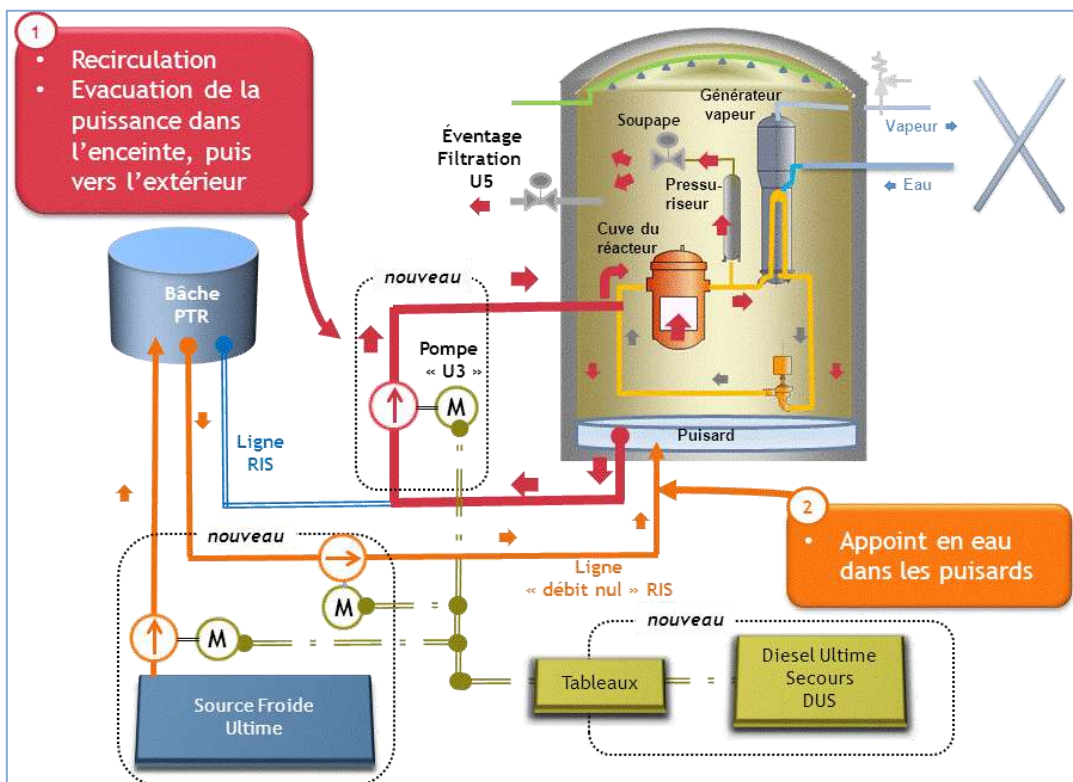 1
• Recirculation
• Evacuation de la
puissance dans
l'enceinte, puis
vers l'extérieur
Éventage
Filtration
U5
Soupape
Générateur
vapeur
Vapeur
Eau
Pressu-
riseur
Cuve du
réacteur
nouveau
Bâche
PTR
Pompe
« U3 »
M
Puisard
Ligne
RIS
2
• Appoint en eau
dans les puisards
nouveau
Ligne
« débit nul » RIS
M
M
nouveau
Source Froide
Ultime
Tableaux
Diesel Ultime
Secours
DUS